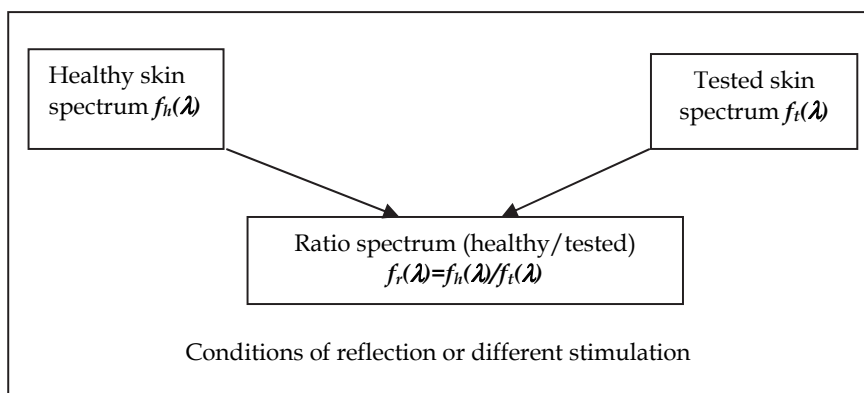 Healthy skin
spectrum fh(λ)
Tested skin
spectrum ft(λ)
Ratio spectrum (healthy/tested)
fr(λ)=fh(λ)/ft(λ)
Conditions of reflection or different stimulation